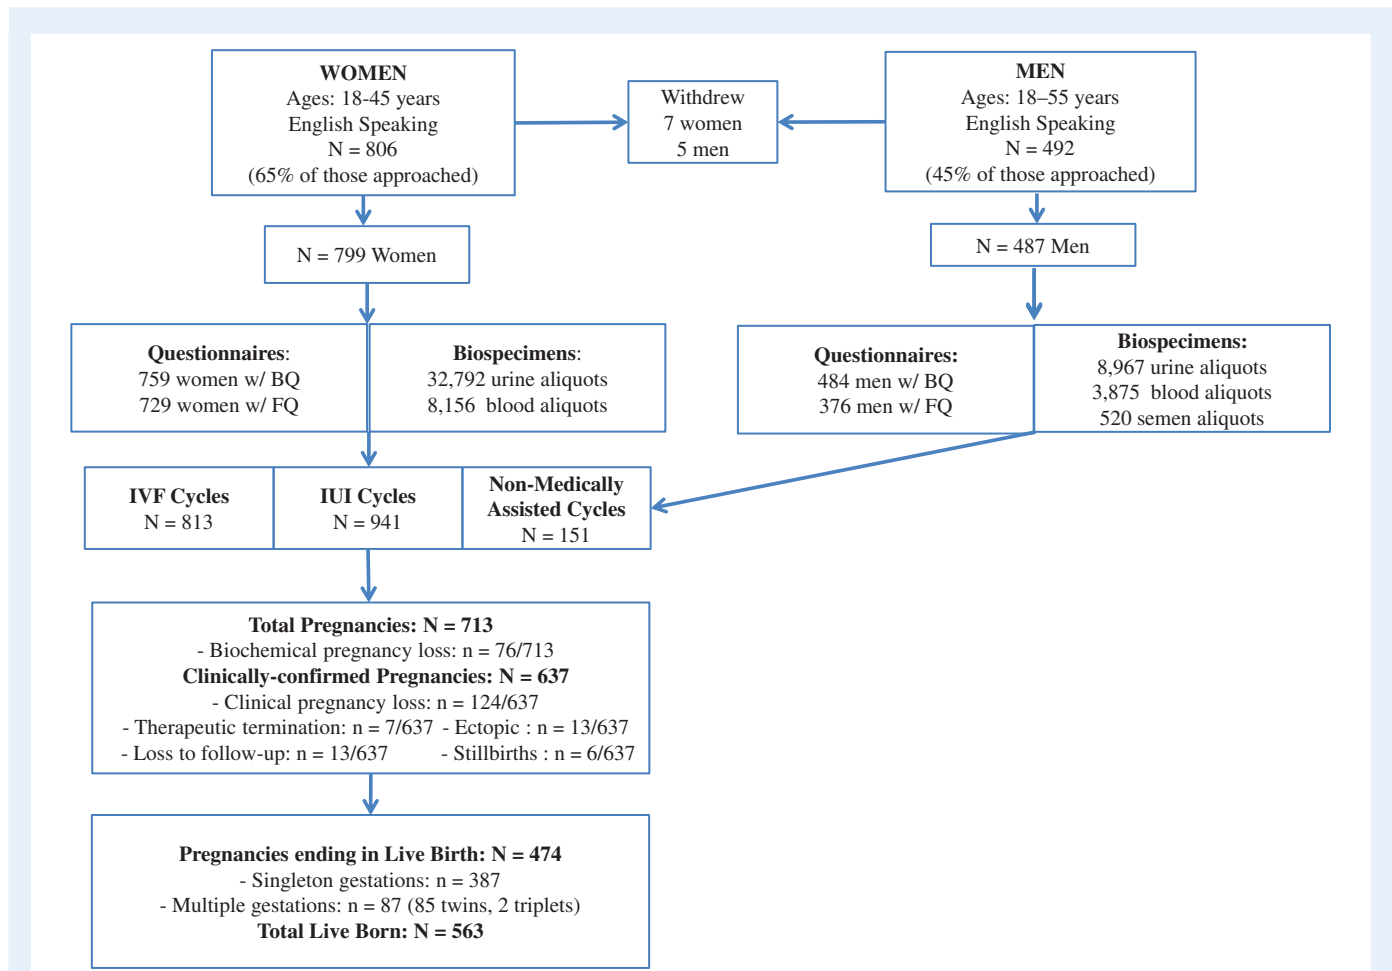 WOMEN
Ages: 18-45 years
English Speaking
N = 806
(65% of those approached)
Withdrew
7 women
5 men
MEN
Ages: 18–55 years
English Speaking
N = 492
(45% of those approached)
N = 799 Women
N = 487 Men
Questionnaires:
759 women w/ BQ
729 women w/ FQ
Biospecimens:
32,792 urine aliquots
8,156 blood aliquots
Questionnaires:
484 men w/ BQ
376 men w/ FQ
Biospecimens:
8,967 urine aliquots
3,875 blood aliquots
520 semen aliquots
IVF Cycles
N = 813
IUI Cycles
N = 941
Non-Medically
Assisted Cycles
N = 151
Total Pregnancies: N = 713
- Biochemical pregnancy loss: n = 76/713
Clinically-confirmed Pregnancies: N = 637
- Clinical pregnancy loss: n = 124/637
- Therapeutic termination: n = 7/637 - Ectopic : n = 13/637
- Loss to follow-up: n = 13/637 - Stillbirths : n = 6/637
Pregnancies ending in Live Birth: N = 474
- Singleton gestations: n = 387
- Multiple gestations: n = 87 (85 twins, 2 triplets)
Total Live Born: N = 563